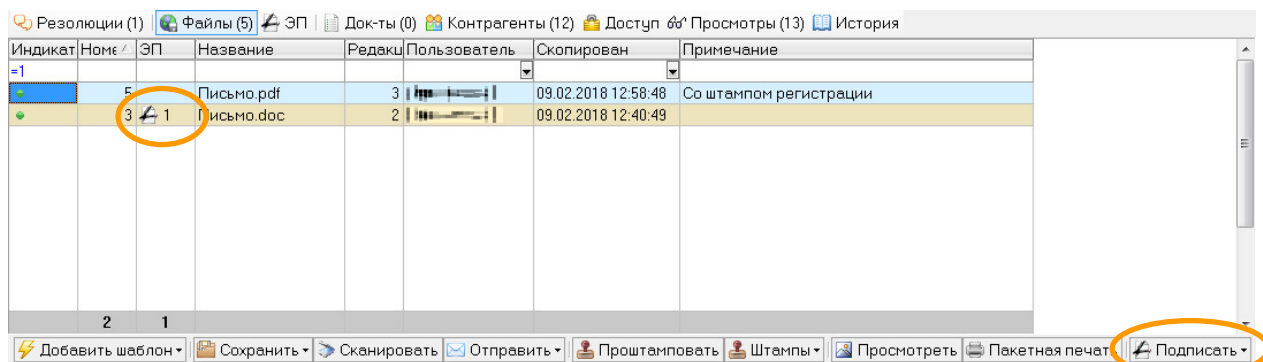 Резолюции (1) Файлы (5) ЭП Док-ты (0) Контрагенты (12) Доступ Просмотры (13) История
Индикат Номе ЭП Название Редакц Пользователь Скопирован Примечание
=1
5 Письмо.pdf 3 09.02.2018 12:58:48 Со штампом регистрации
3 1 Письмо.doc 2 09.02.2018 12:40:49
2 1
Добавить шаблон Сохранить Сканировать Отправить Проштамповать Штампы Просмотреть Пакетная печать Подписать